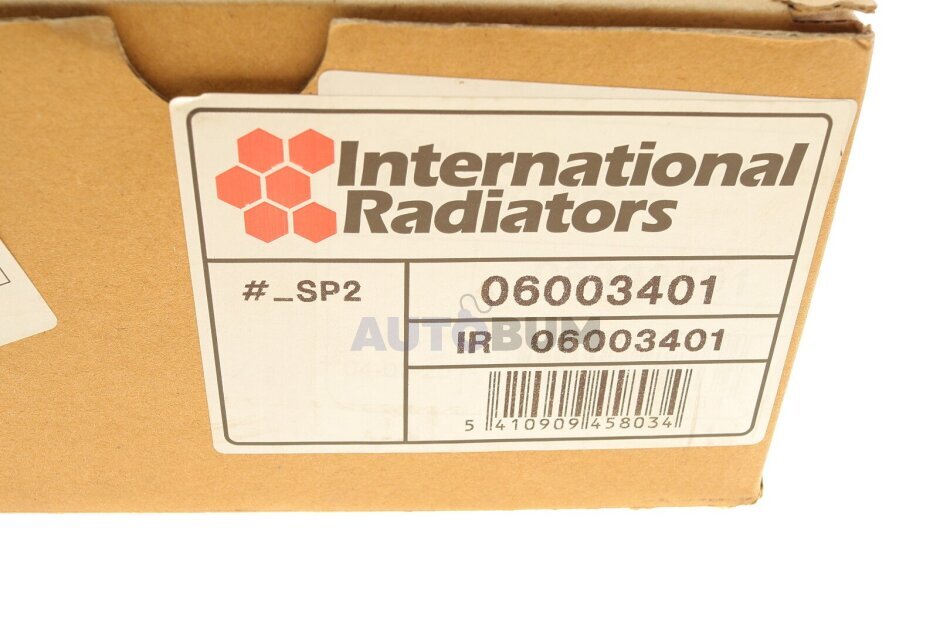 International
Radiators
#_SP2
06003401
AUTOBUM
IR 06003401
5 410909 458034